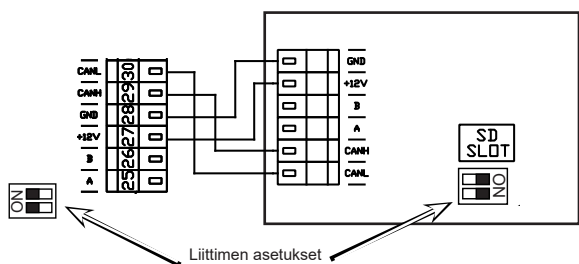 CANL 30
CANH 29
GND 28
+12V 27
B 26
A 25
GND
+12V
B
A
CANH
CANL
SD
SLOT
ON
NO
Liittimen asetukset